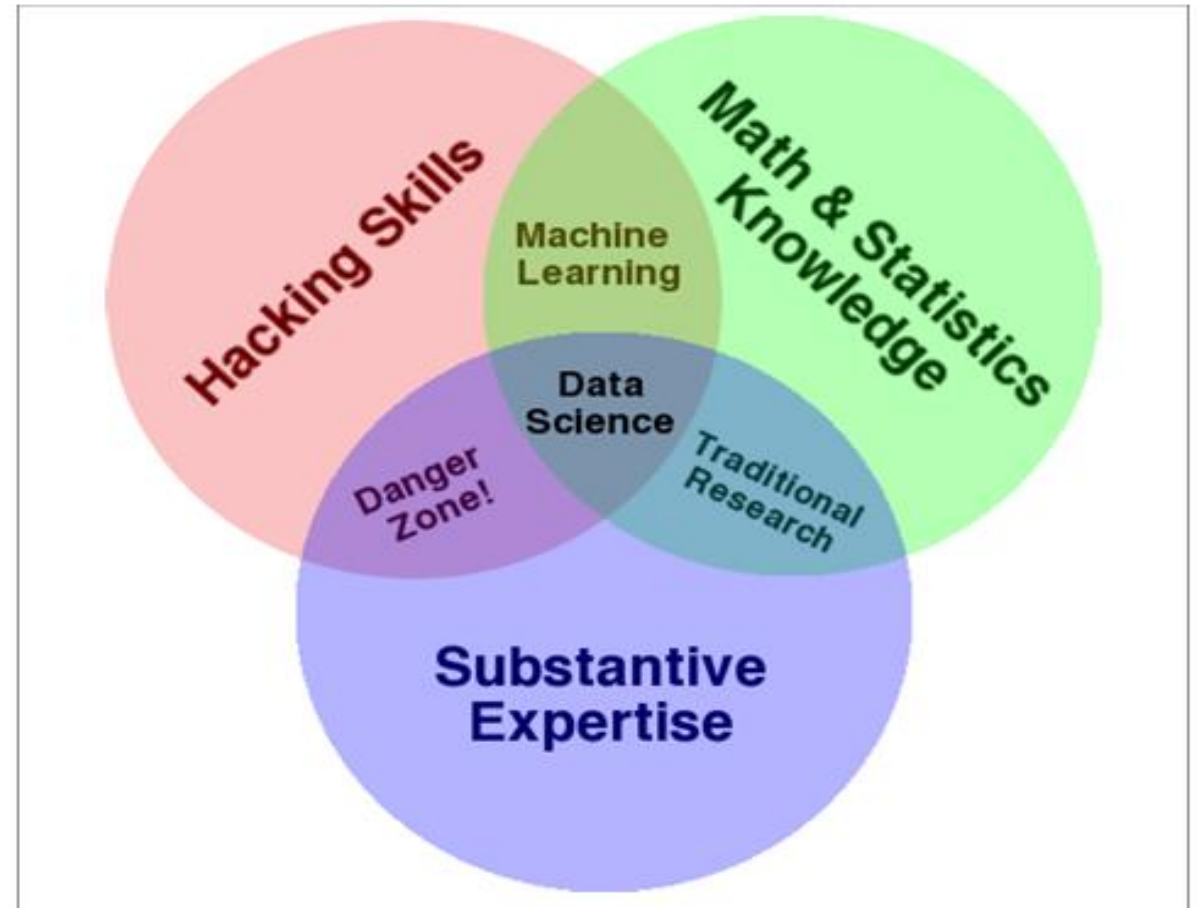 Hacking Skills
Math & Statistics
Knowledge
Machine
Learning
Data
Science
Danger
Zone!
Traditional
Research
Substantive
Expertise